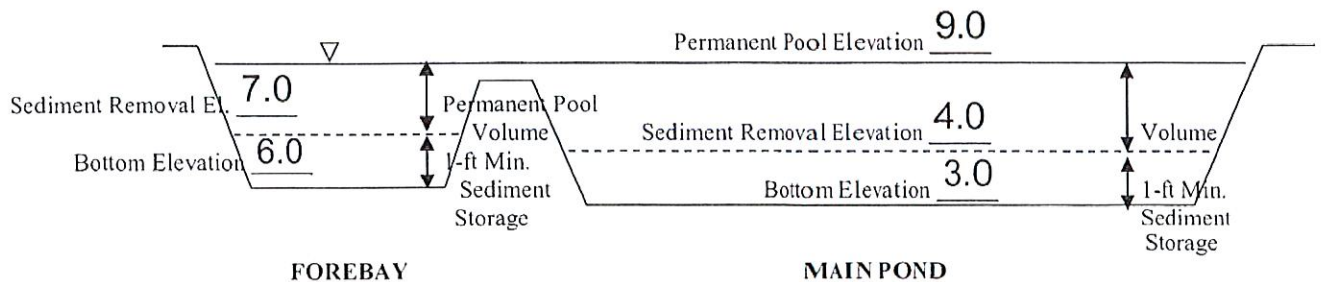 Permanent Pool Elevation 9.0
Sediment Removal El. 7.0
Permanent Pool
Volume
Sediment Removal Elevation 4.0
Volume
Bottom Elevation 6.0
1-ft Min.
Sediment
Storage
Bottom Elevation 3.0
1-ft Min.
Sediment
Storage
FOREBAY
MAIN POND